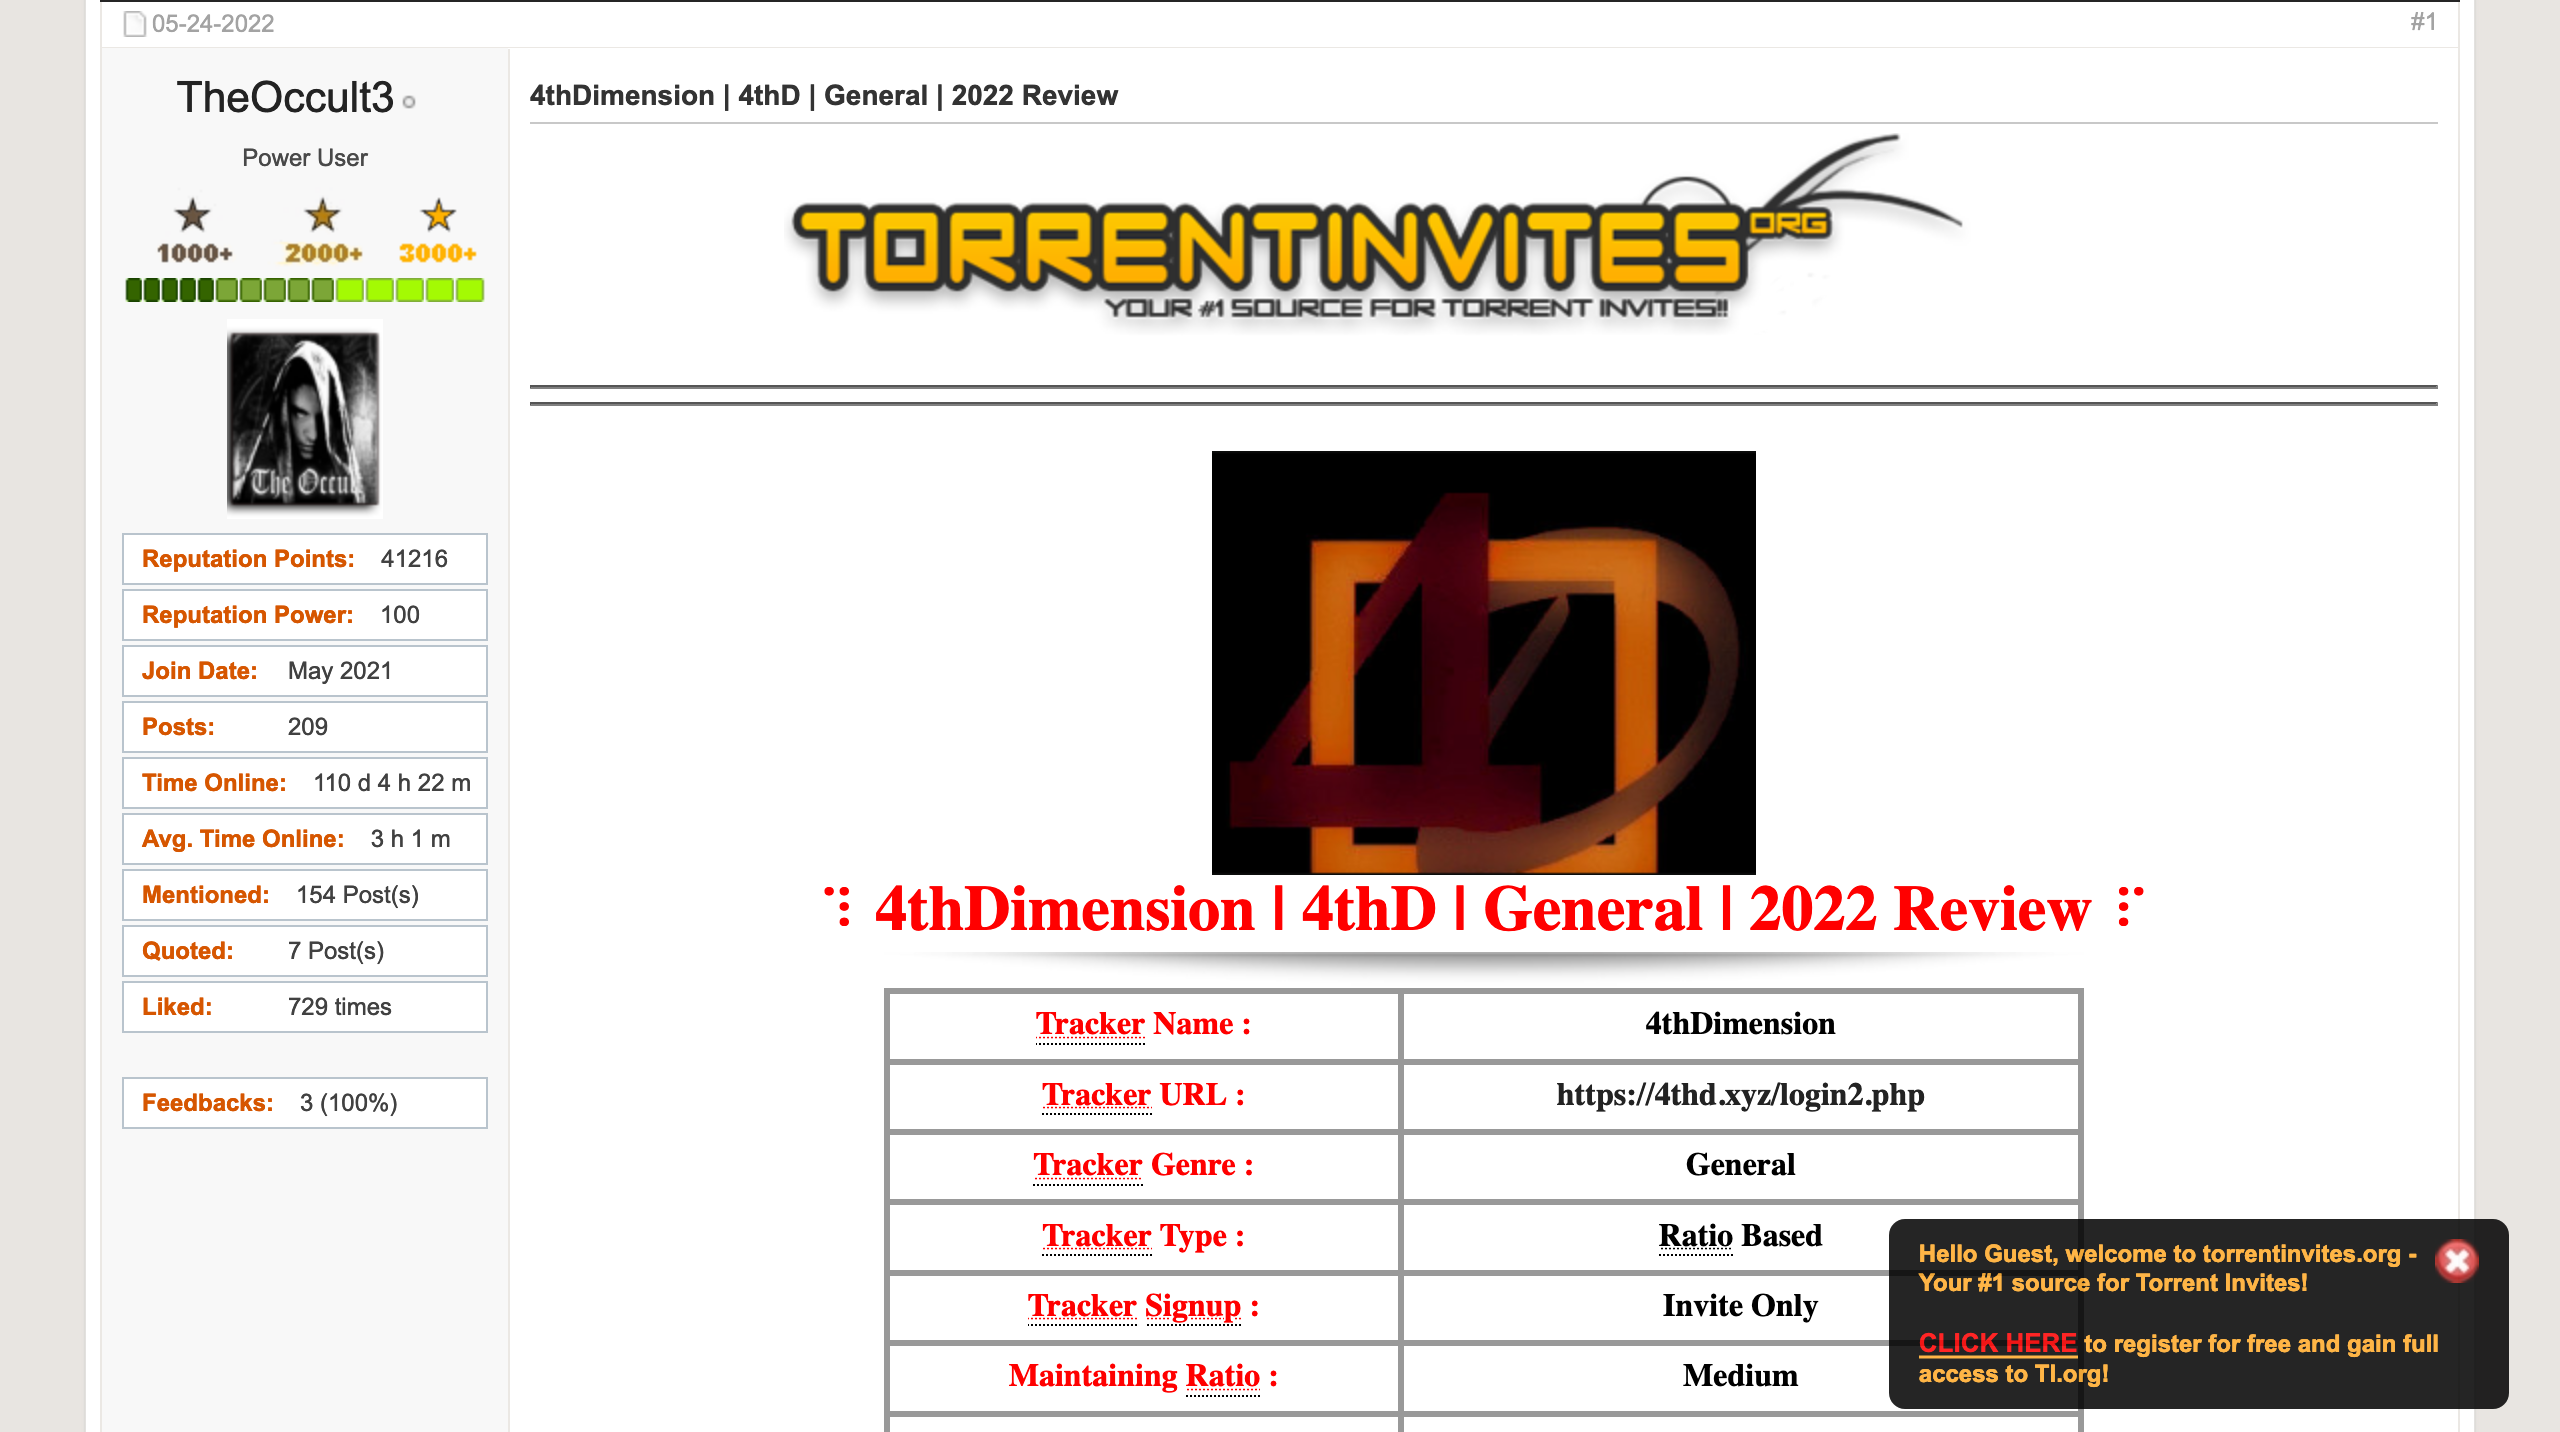 05-24-2022
#1
TheOccult3
Power User
1000+ 2000+ 3000+
The Occult
Reputation Points: 41216
Reputation Power: 100
Join Date: May 2021
Posts: 209
Time Online: 110 d 4 h 22 m
Avg. Time Online: 3 h 1 m
Mentioned: 154 Post(s)
Quoted: 7 Post(s)
Liked: 729 times
Feedbacks: 3 (100%)
4thDimension | 4thD | General | 2022 Review
TORRENTINVITES ORG
YOUR #1 SOURCE FOR TORRENT INVITES!!
4D
4thDimension | 4thD | General | 2022 Review
Tracker Name : 4thDimension
Tracker URL : https://4thd.xyz/login2.php
Tracker Genre : General
Tracker Type : Ratio Based
Tracker Signup : Invite Only
Maintaining Ratio : Medium
Hello Guest, welcome to torrentinvites.org -
Your #1 source for Torrent Invites!
CLICK HERE to register for free and gain full
access to TI.org!